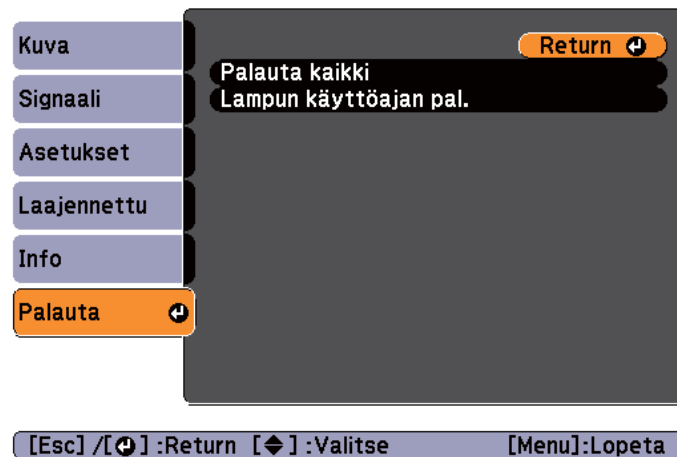 Kuva
Signaali
Asetukset
Laajennettu
Info
Palauta
Return
Palauta kaikki
Lampun käyttöajan pal.
[Esc] /[⏎] :Return [◆] :Valitse [Menu]:Lopeta